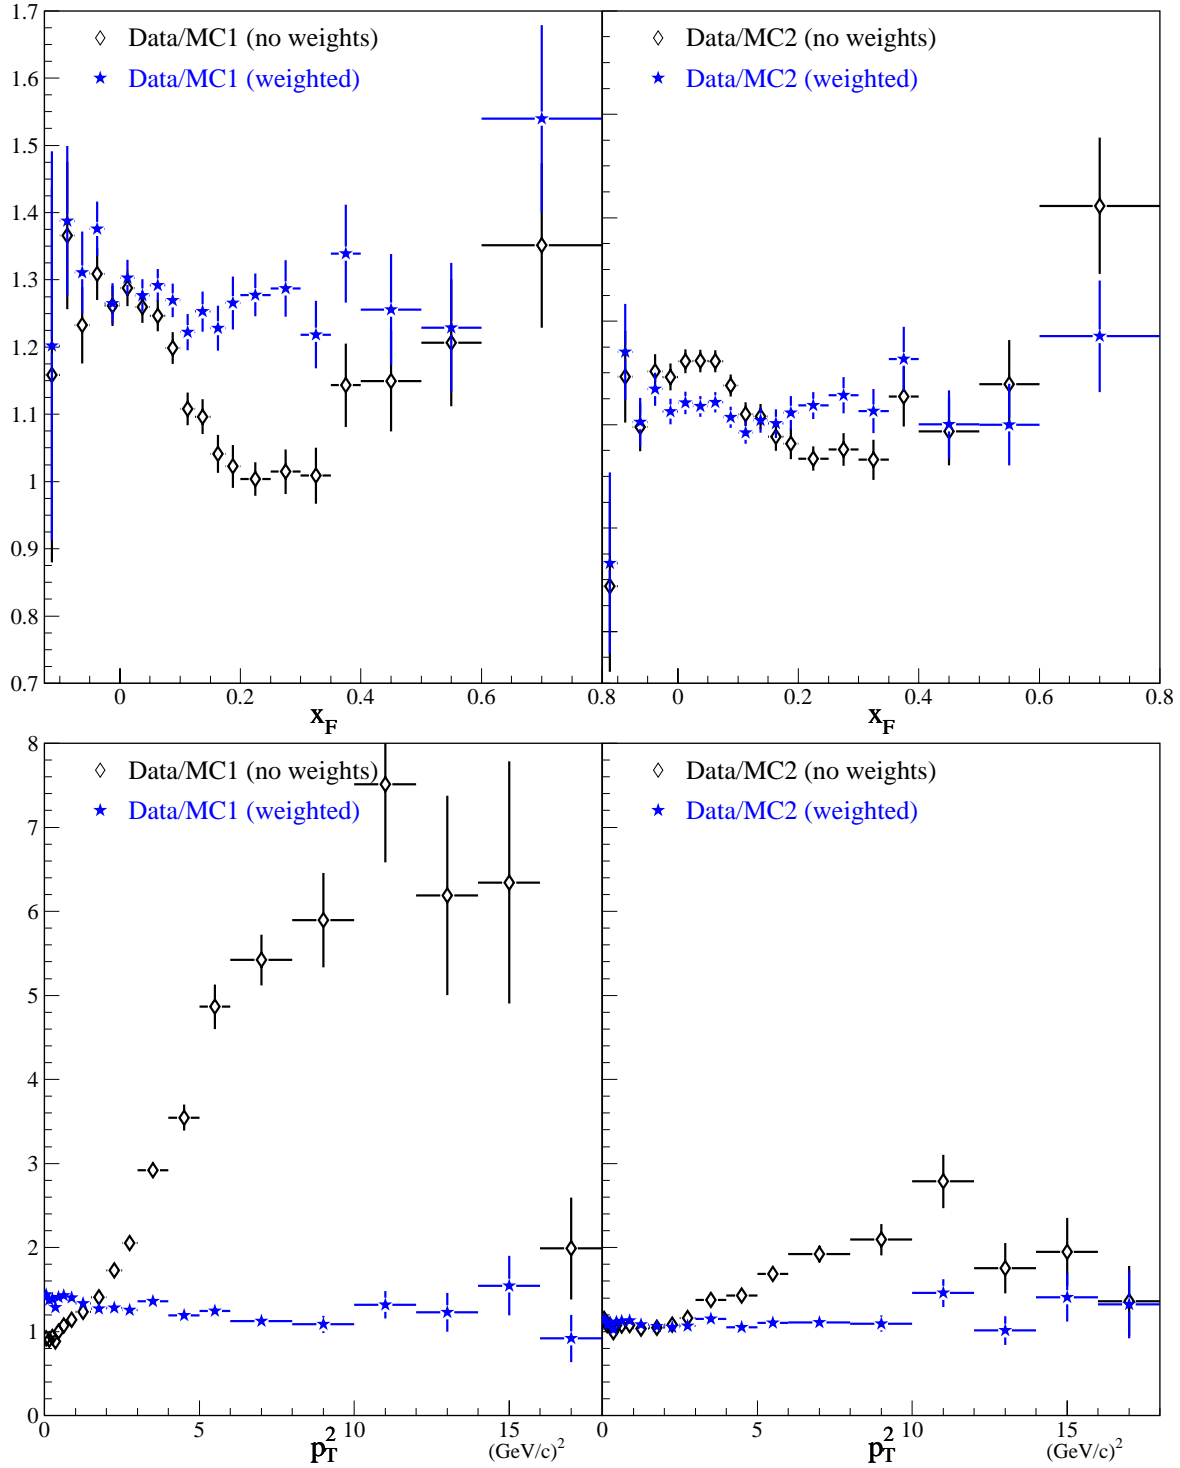 1.7
1.6
1.5
1.4
1.3
1.2
1.1
1
0.9
0.8
0.7
Data/MC1 (no weights)
Data/MC1 (weighted)
0 0.2 0.4 0.6 0.8
x_F
Data/MC2 (no weights)
Data/MC2 (weighted)
0 0.2 0.4 0.6 0.8
x_F
8
7
6
5
4
3
2
1
0
Data/MC1 (no weights)
Data/MC1 (weighted)
0 5 10 15
p_T^2 (GeV/c)^2
Data/MC2 (no weights)
Data/MC2 (weighted)
0 5 10 15
p_T^2 (GeV/c)^2